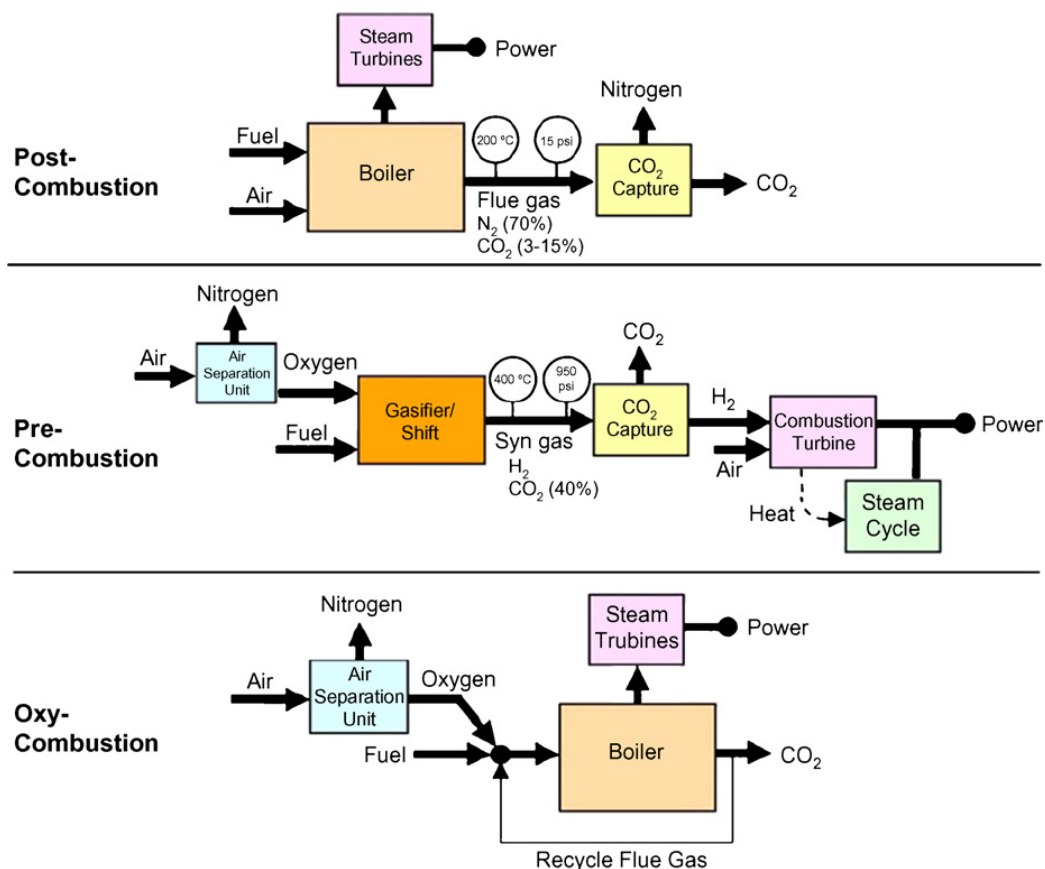 Post-
Combustion
Steam
Turbines
Power
Fuel
Air
Boiler
200 ºC
15 psi
Flue gas
N₂ (70%)
CO₂ (3-15%)
Nitrogen
CO₂
Capture
CO₂
Pre-
Combustion
Nitrogen
Air
Air
Separation
Unit
Oxygen
Fuel
Gasifier/
Shift
400 ºC
950
psi
Syn gas
H₂
CO₂ (40%)
CO₂
CO₂
Capture
H₂
Air
Combustion
Turbine
Power
Heat
Steam
Cycle
Oxy-
Combustion
Nitrogen
Air
Air
Separation
Unit
Oxygen
Fuel
Steam
Trubines
Power
Boiler
CO₂
Recycle Flue Gas